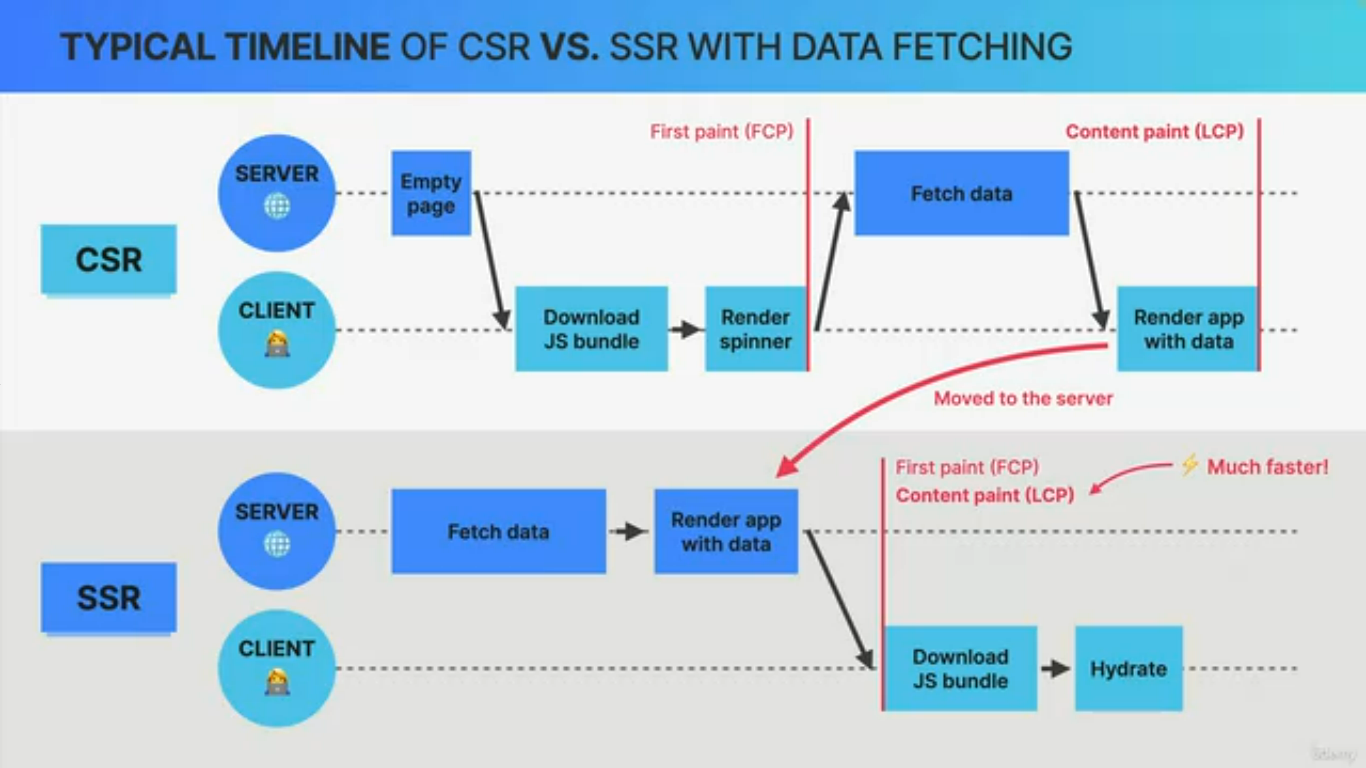 TYPICAL TIMELINE OF CSR VS. SSR WITH DATA FETCHING
First paint (FCP)
Content paint (LCP)
SERVER
Empty
page
Fetch data
CSR
CLIENT
Download
JS bundle
Render
spinner
Render app
with data
Moved to the server
First paint (FCP)
Content paint (LCP)
Much faster!
SERVER
Fetch data
Render app
with data
SSR
CLIENT
Download
JS bundle
Hydrate
Udemy